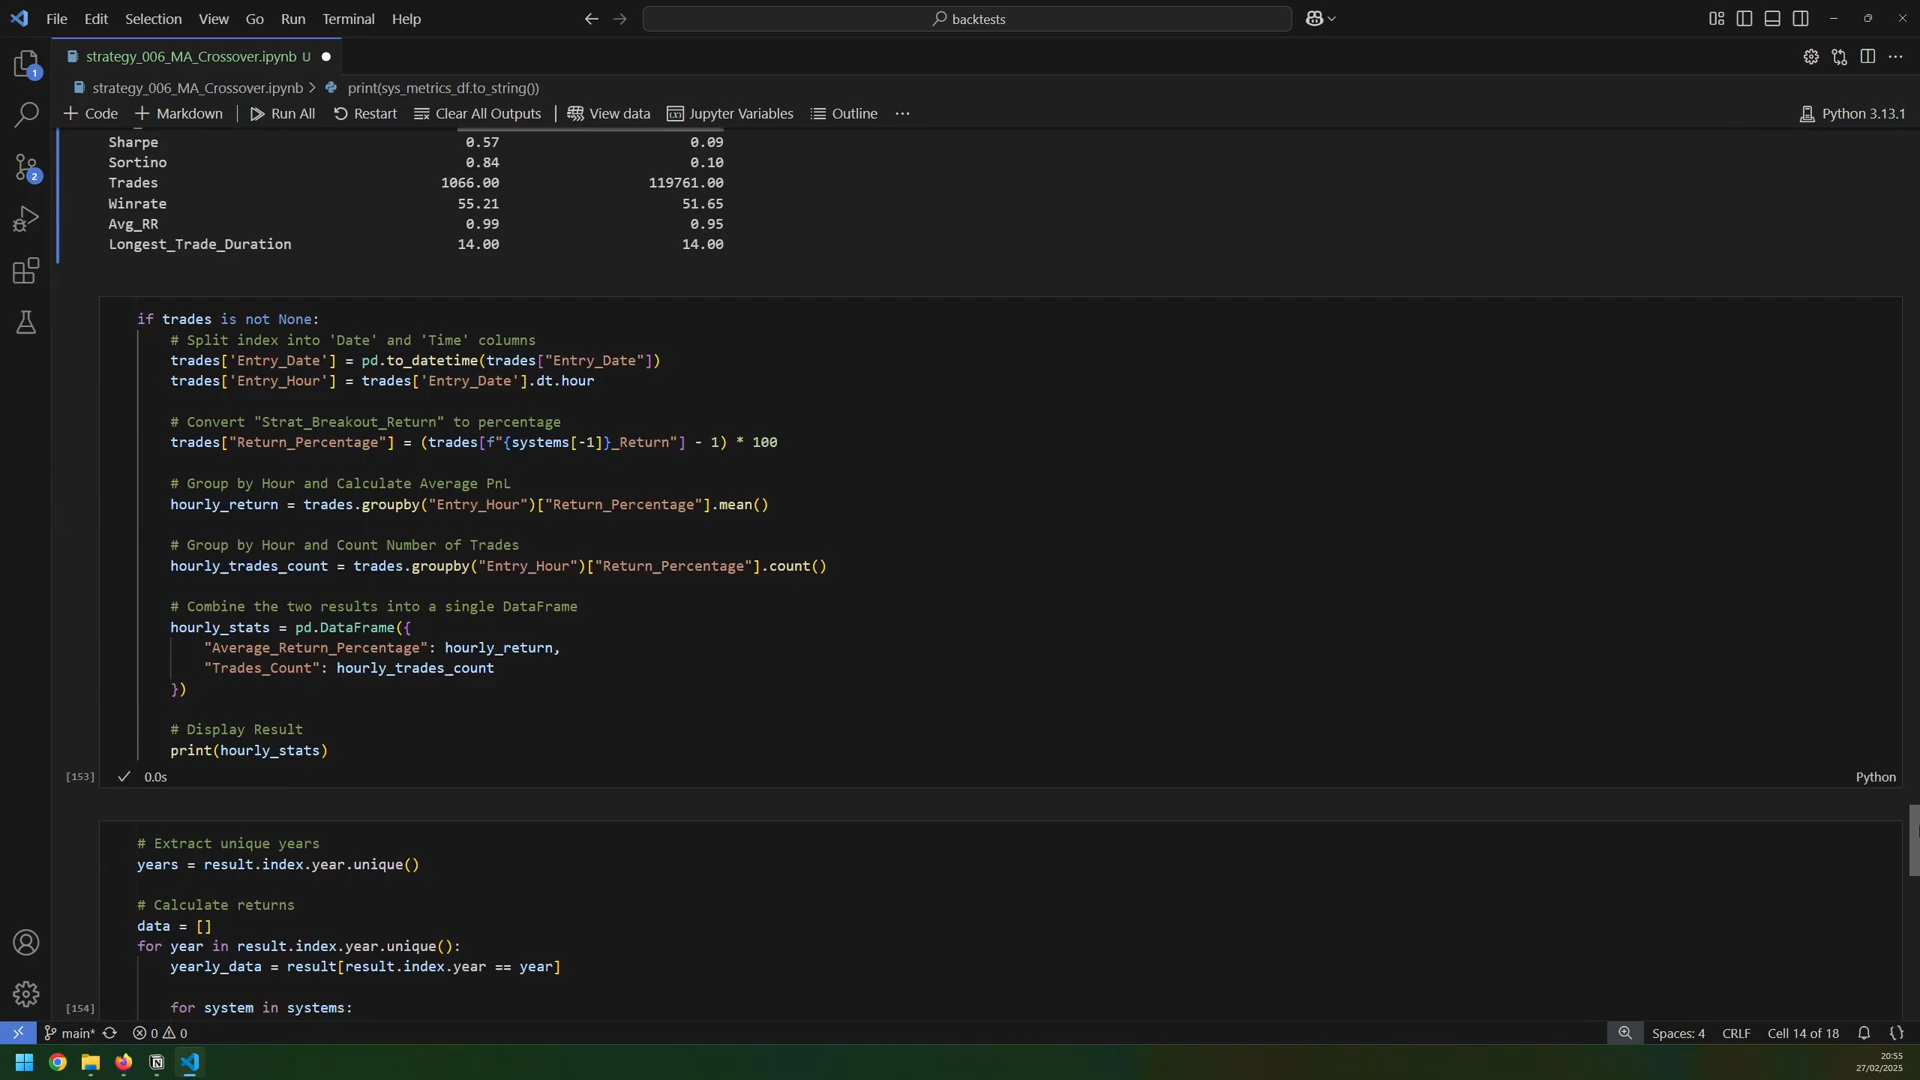 File Edit Selection View Go Run Terminal Help
backtests
strategy_006_MA_Crossover.ipynb U
strategy_006_MA_Crossover.ipynb > print(sys_metrics_df.to_string())
+ Code + Markdown Run All Restart Clear All Outputs View data Jupyter Variables Outline ... Python 3.13.1
Sharpe 0.57 0.09
Sortino 0.84 0.10
Trades 1066.00 119761.00
Winrate 55.21 51.65
Avg_RR 0.99 0.95
Longest_Trade_Duration 14.00 14.00
if trades is not None:
# Split index into 'Date' and 'Time' columns
trades['Entry_Date'] = pd.to_datetime(trades["Entry_Date"])
trades['Entry_Hour'] = trades['Entry_Date'].dt.hour
# Convert "Strat_Breakout_Return" to percentage
trades["Return_Percentage"] = (trades[f"{systems[-1]}_Return"] - 1) * 100
# Group by Hour and Calculate Average PnL
hourly_return = trades.groupby("Entry_Hour")["Return_Percentage"].mean()
# Group by Hour and Count Number of Trades
hourly_trades_count = trades.groupby("Entry_Hour")["Return_Percentage"].count()
# Combine the two results into a single DataFrame
hourly_stats = pd.DataFrame({
"Average_Return_Percentage": hourly_return,
"Trades_Count": hourly_trades_count
})
# Display Result
print(hourly_stats)
[153] 0.0s Python
# Extract unique years
years = result.index.year.unique()
# Calculate returns
data = []
for year in result.index.year.unique():
yearly_data = result[result.index.year == year]
for system in systems:
[154]
1
2
main* 0 0 Spaces: 4 CRLF Cell 14 of 18 {}
20:55
27/02/2025